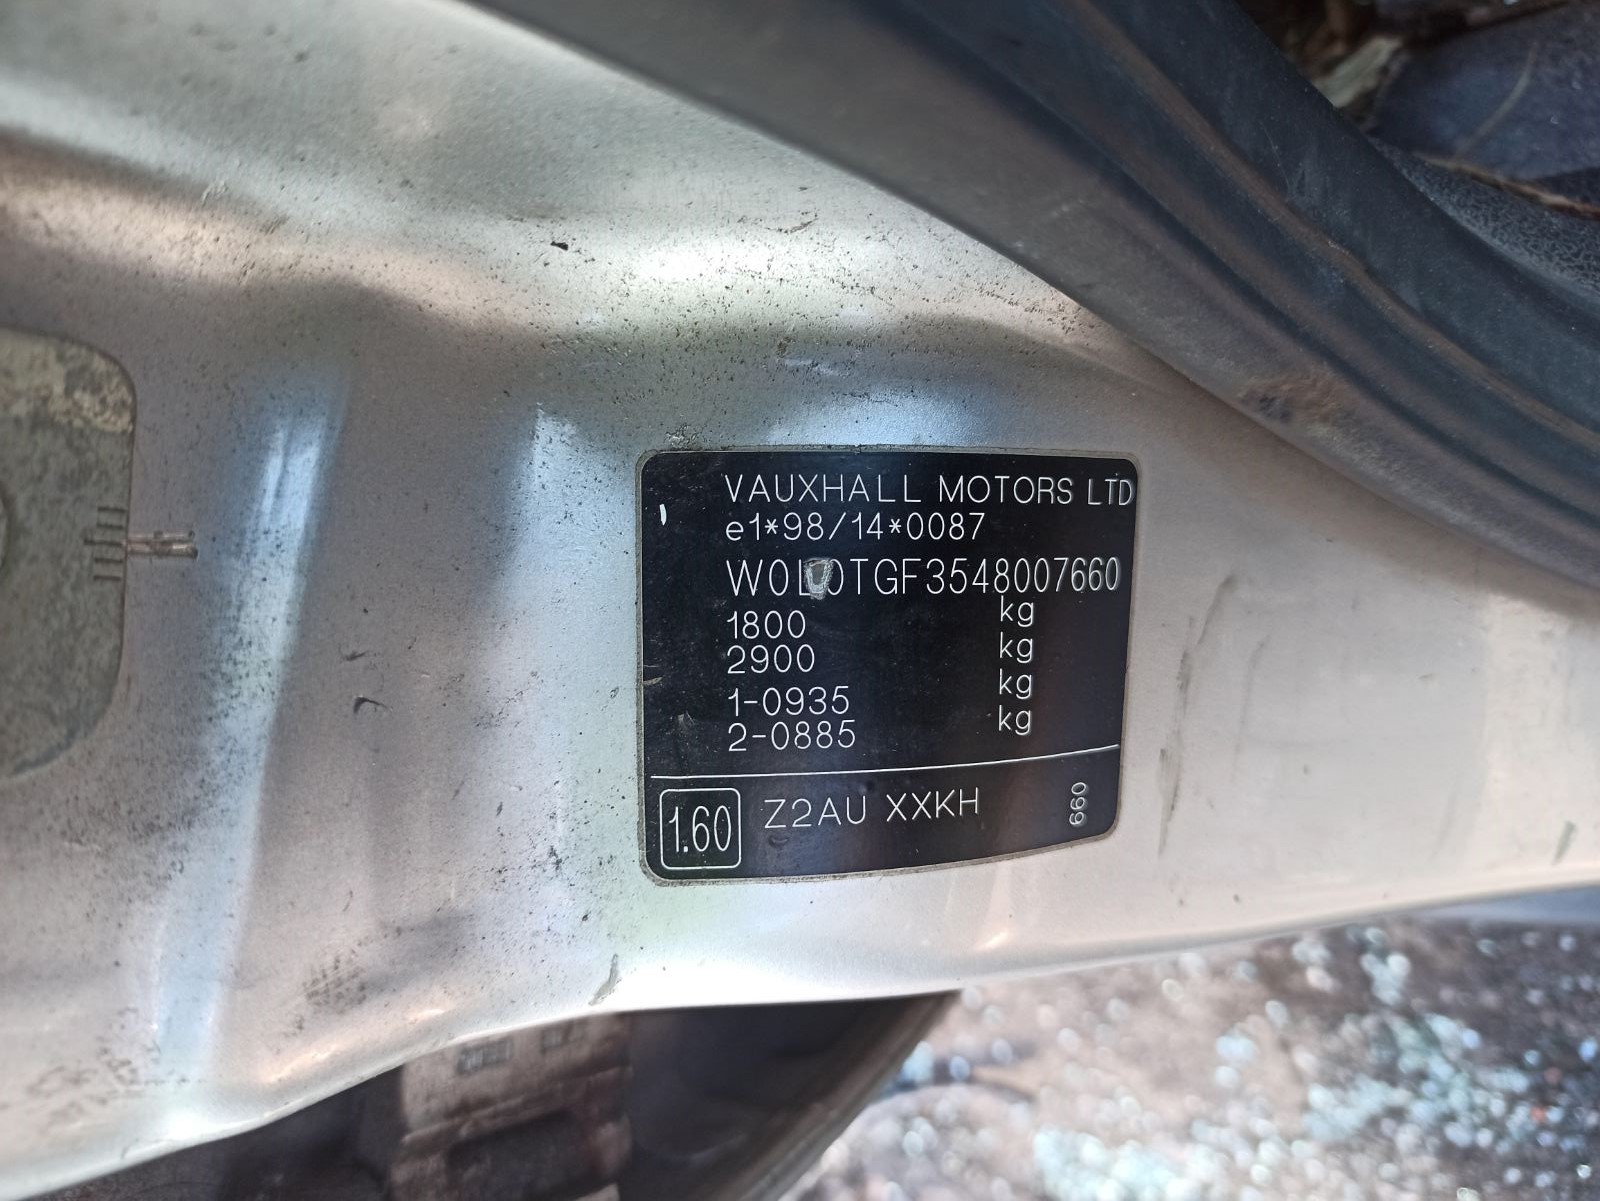 VAUXHALL MOTORS LTD
e1*98/14*0087
W0L0TGF3548007660
1800 kg
2900 kg
1-0935 kg
2-0885 kg
1.60 Z2AU XXKH 660